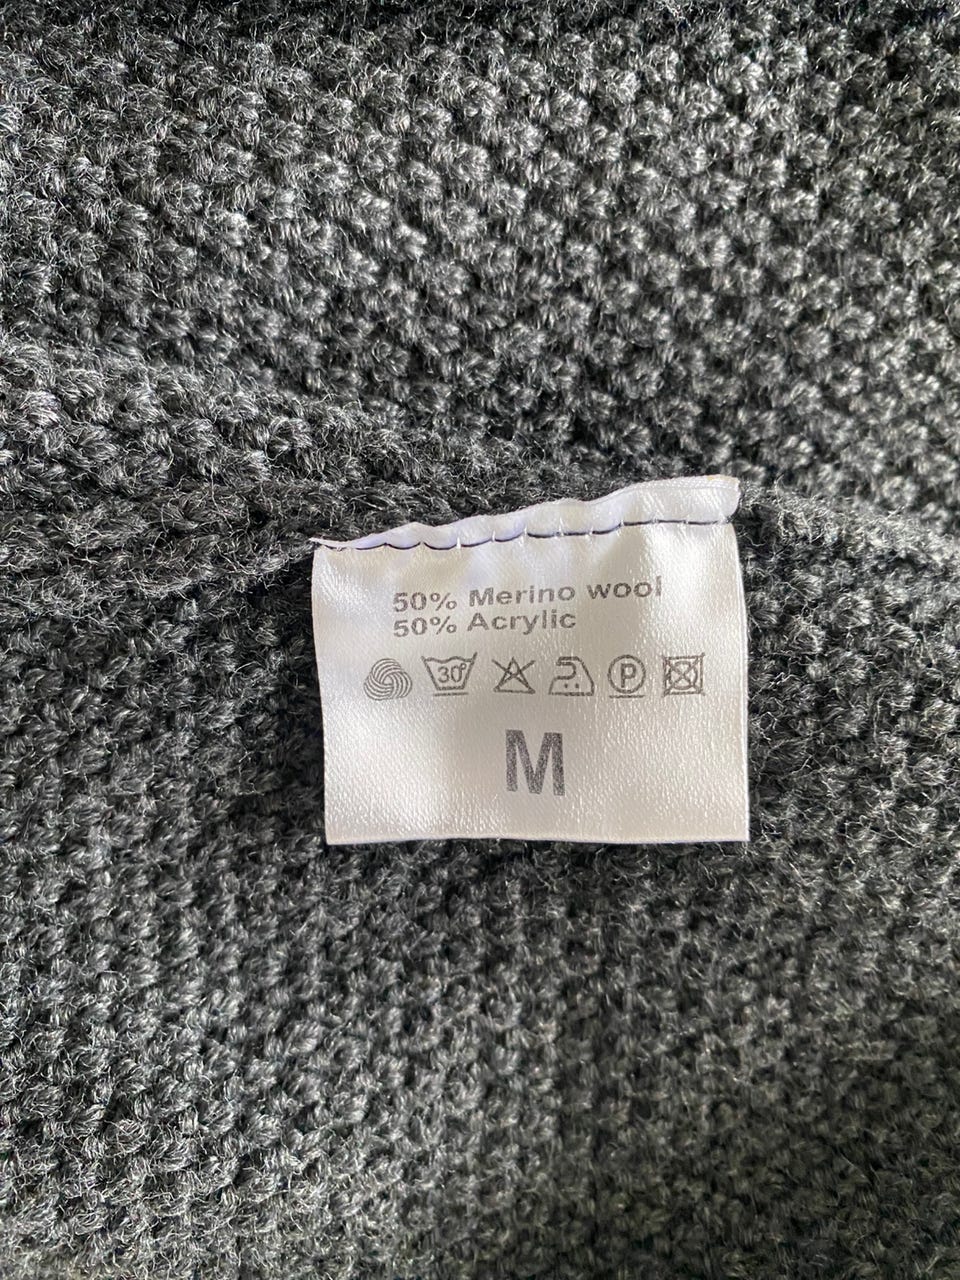 50% Merino wool
50% Acrylic
30° P
M